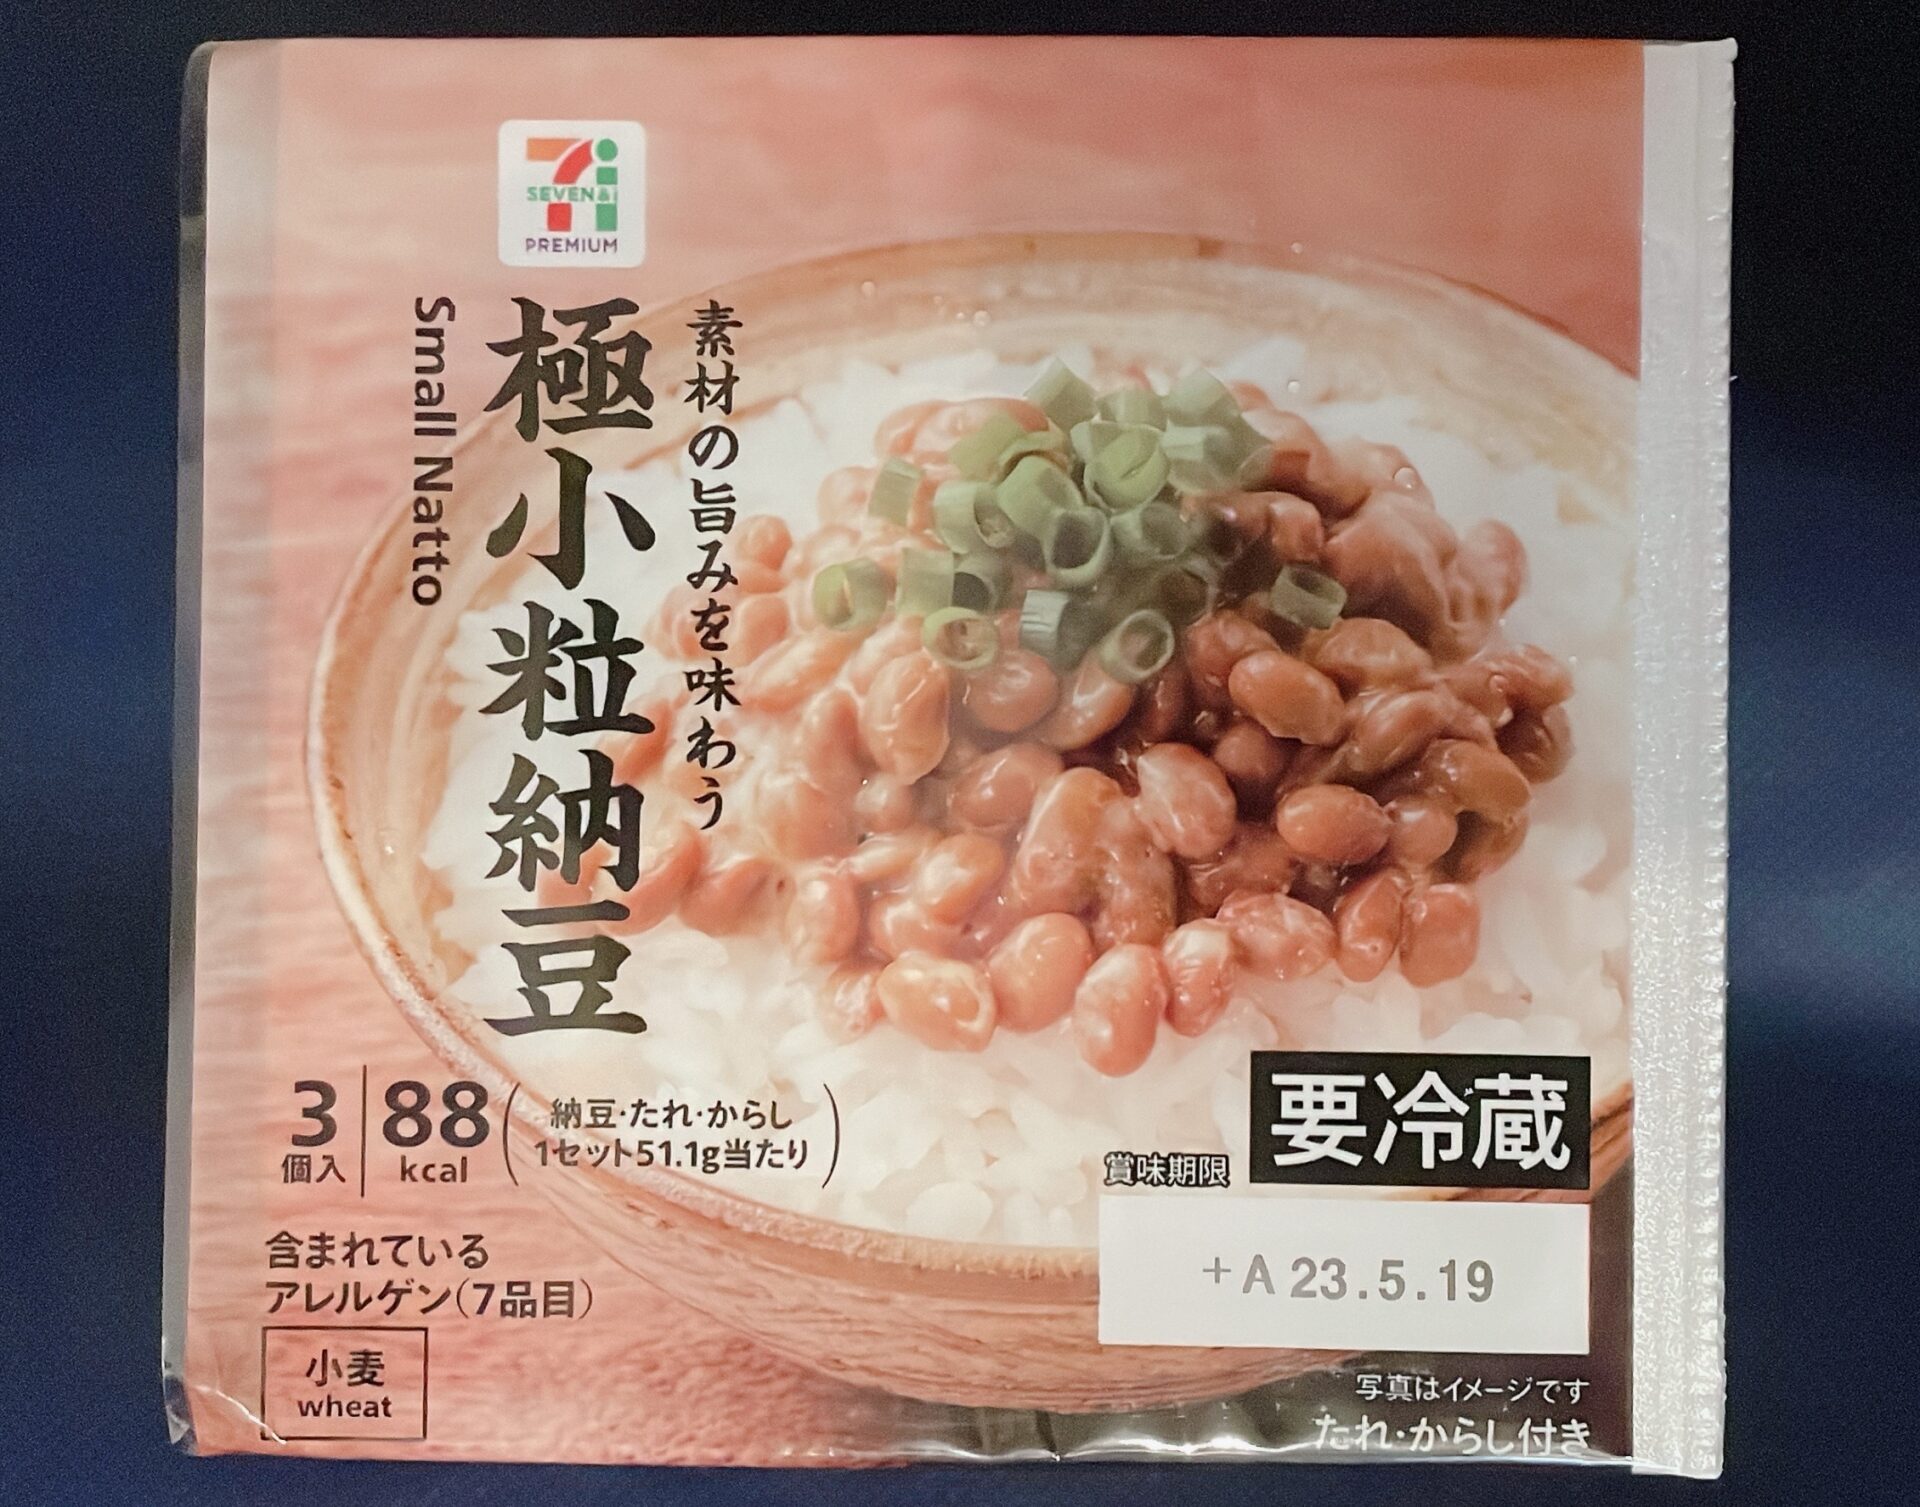 SEVEN&i
PREMIUM
素材の旨みを味わう
極小粒納豆
Small Natto
3
個入
88
kcal
納豆・たれ・からし
1セット51.1g当たり
含まれている
アレルゲン(7品目)
小麦
wheat
要冷蔵
賞味期限
+A 23.5.19
写真はイメージです
たれ・からし付き